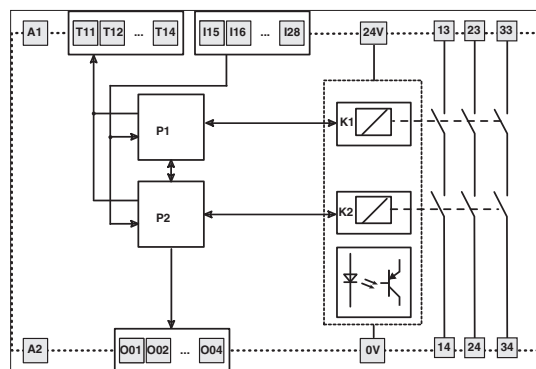 A1 T11 T12 ... T14 I15 I16 ... I28 24V 13 23 33
P1 K1
P2 K2
A2 O01 O02 ... O04 0V 14 24 34